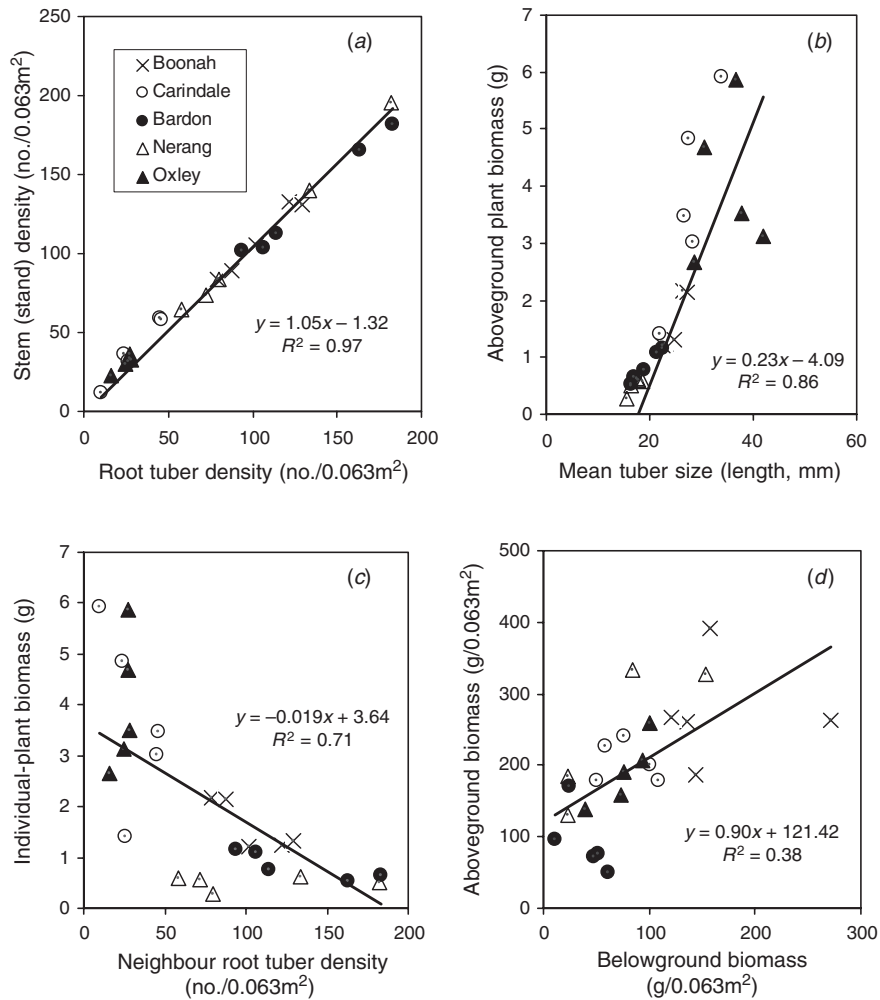 250
200
150
100
50
0
Stem (stand) density (no./0.063m²)
(a)
Boonah
Carindale
Bardon
Nerang
Oxley
y = 1.05x – 1.32
R² = 0.97
0 50 100 150 200
Root tuber density (no./0.063m²)
7
6
5
4
3
2
1
0
Aboveground plant biomass (g)
(b)
y = 0.23x – 4.09
R² = 0.86
0 20 40 60
Mean tuber size (length, mm)
7
6
5
4
3
2
1
0
Individual-plant biomass (g)
(c)
y = –0.019x + 3.64
R² = 0.71
0 50 100 150 200
Neighbour root tuber density
(no./0.063m²)
500
400
300
200
100
0
Aboveground biomass (g/0.063m²)
(d)
y = 0.90x + 121.42
R² = 0.38
0 100 200 300
Belowground biomass
(g/0.063m²)